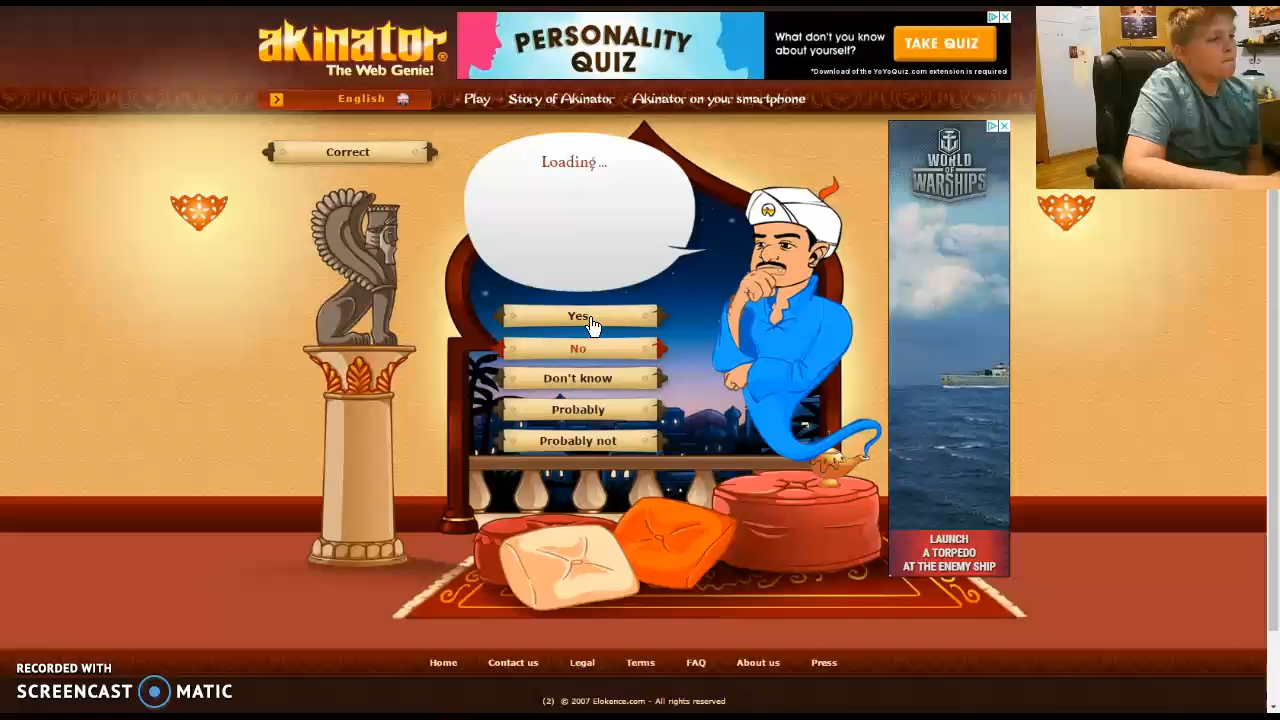 akinator®
The Web Genie!
PERSONALITY
QUIZ
What don't you know
about yourself?
TAKE QUIZ
*Download of the YoYoQuiz.com extension is required
English
Play
Story of Akinator
Akinator on your smartphone
Correct
Loading ...
Yes
No
Don't know
Probably
Probably not
WORLD
OF
WARSHIPS
LAUNCH
A TORPEDO
AT THE ENEMY SHIP
Home
Contact us
Legal
Terms
FAQ
About us
Press
(2) © 2007 Elokence.com - All rights reserved
RECORDED WITH
SCREENCAST MATIC